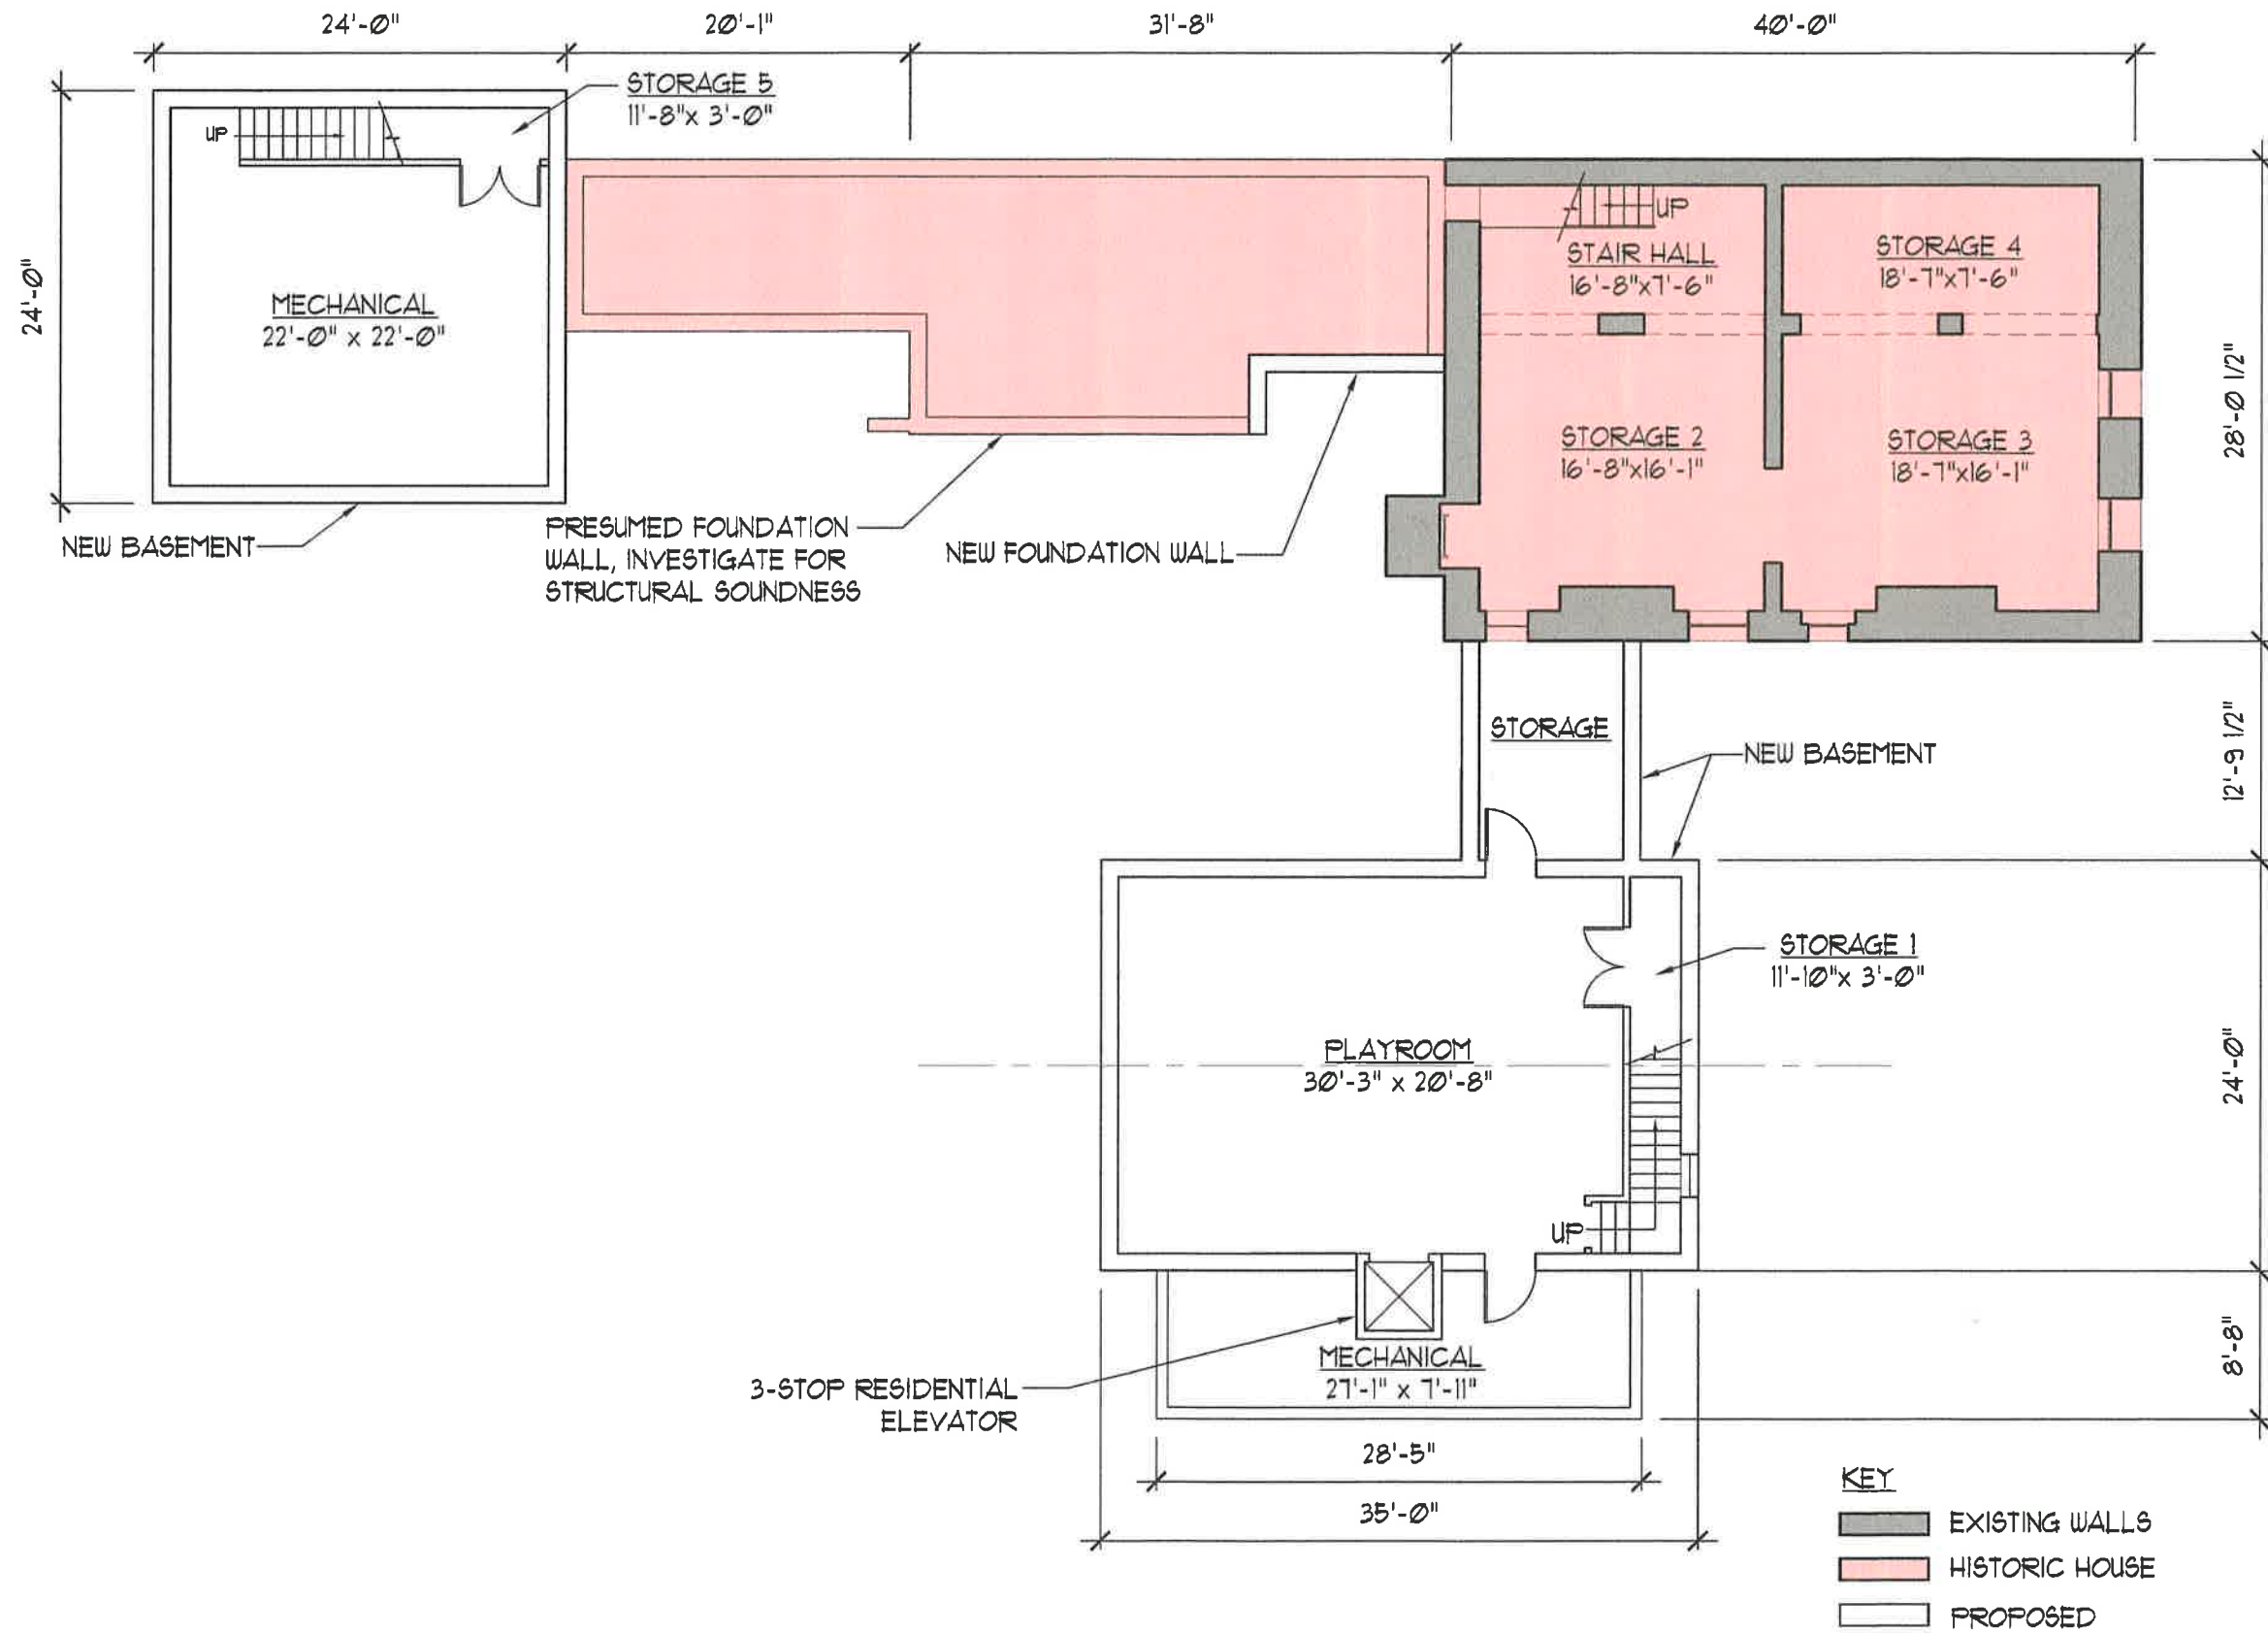 24'-0" 20'-1" 31'-8" 40'-0"
STORAGE 5
11'-8"x 3'-0"
UP
24'-0"
MECHANICAL
22'-0" x 22'-0"
UP
STAIR HALL
16'-8"x7'-6"
STORAGE 4
18'-7"x7'-6"
28'-0 1/2"
STORAGE 2
16'-8"x16'-1"
STORAGE 3
18'-7"x16'-1"
NEW BASEMENT
PRESUMED FOUNDATION
WALL, INVESTIGATE FOR
STRUCTURAL SOUNDNESS
NEW FOUNDATION WALL
STORAGE
NEW BASEMENT
12'-9 1/2"
STORAGE 1
11'-10"x 3'-0"
PLAYROOM
30'-3" x 20'-8"
24'-0"
UP
MECHANICAL
27'-1" x 7'-11"
8'-8"
3-STOP RESIDENTIAL
ELEVATOR
28'-5"
35'-0"
KEY
EXISTING WALLS
HISTORIC HOUSE
PROPOSED